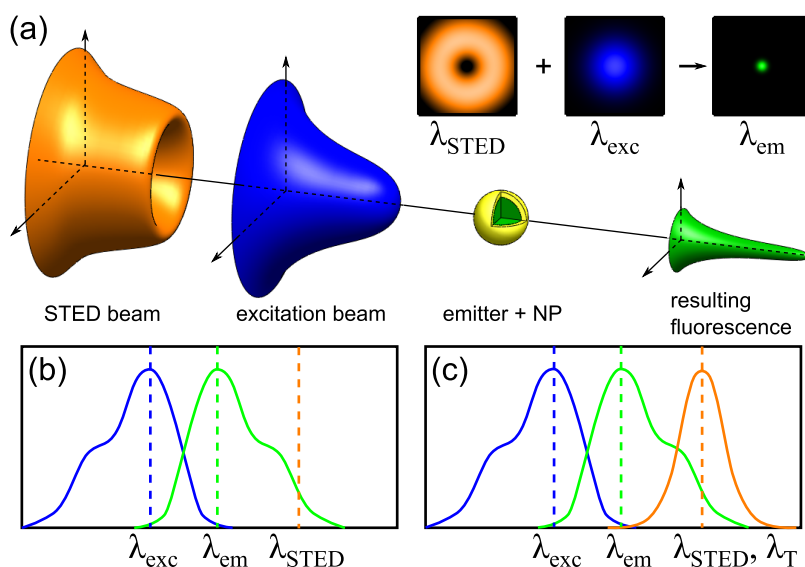 (a)
+
λSTED
λexc
λem
STED beam
excitation beam
emitter + NP
resulting
fluorescence
(b)
(c)
λexc
λem
λSTED
λexc
λem
λSTED, λT